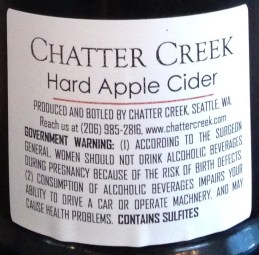 CHATTER CREEK
Hard Apple Cider
PRODUCED AND BOTLED BY CHATTER CREEK, SEATTLE, WA.
Reach us at (206) 985-2816, www.chattercreek.com
GOVERNMENT WARNING: (1) ACCORDING TO THE SURGEON
GENERAL, WOMEN SHOULD NOT DRINK ALCOHOLIC BEVERAGES
DURING PREGNANCY BECAUSE OF THE RISK OF BIRTH DEFECTS.
(2) CONSUMPTION OF ALCOHOLIC BEVERAGES IMPAIRS YOUR
ABILITY TO DRIVE A CAR OR OPERATE MACHINERY, AND MAY
CAUSE HEALTH PROBLEMS. CONTAINS SULFITES